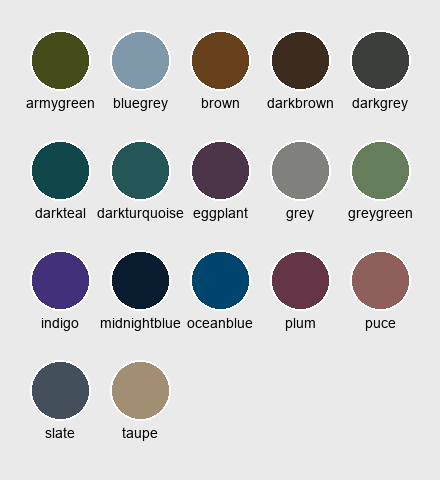 armygreen bluegrey brown darkbrown darkgrey
darkteal darkturquoise eggplant grey greygreen
indigo midnightblue oceanblue plum puce
slate taupe